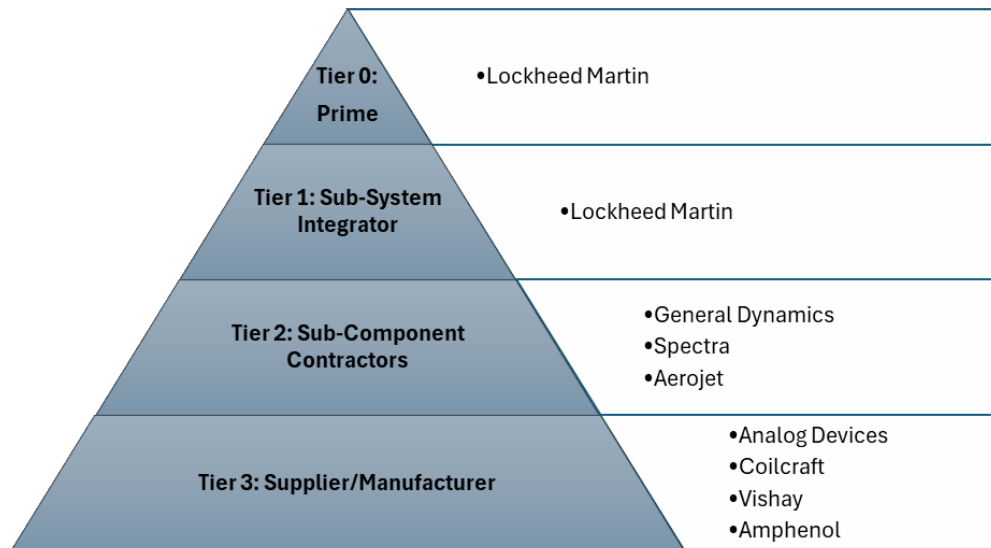 Tier 0:
Prime
•Lockheed Martin
Tier 1: Sub-System
Integrator
•Lockheed Martin
Tier 2: Sub-Component
Contractors
•General Dynamics
•Spectra
•Aerojet
Tier 3: Supplier/Manufacturer
•Analog Devices
•Coilcraft
•Vishay
•Amphenol